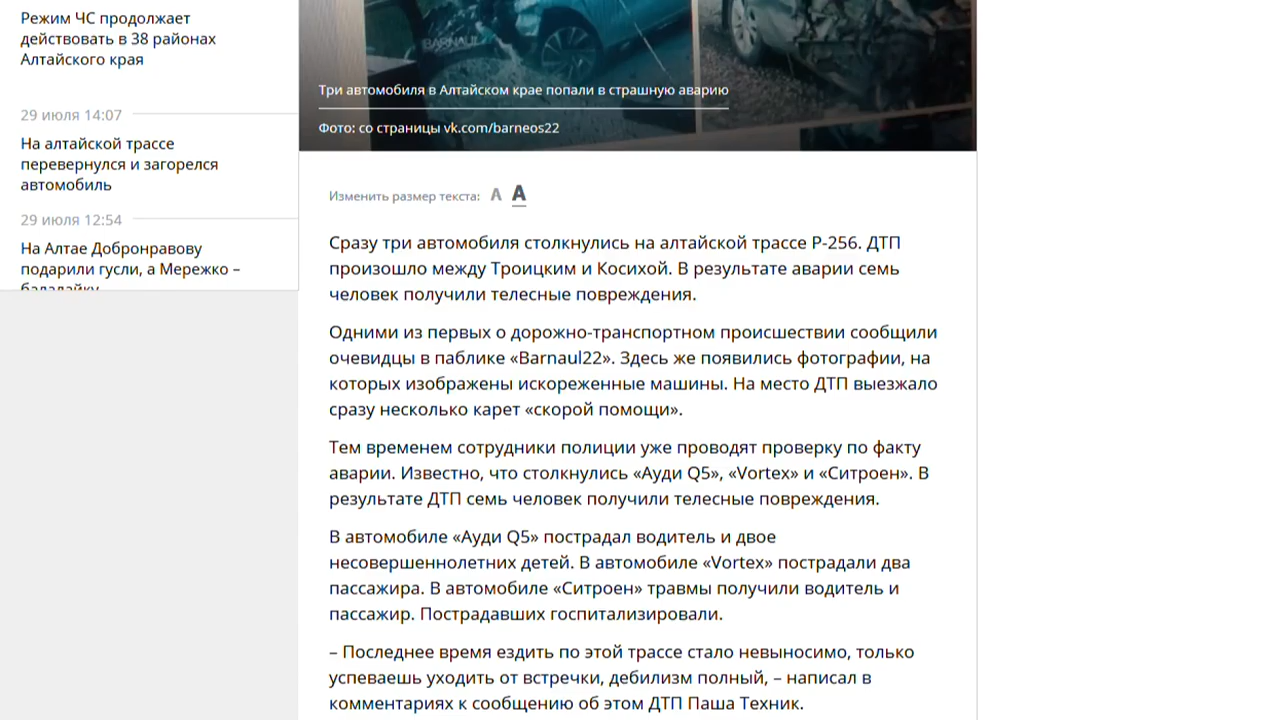 Режим ЧС продолжает
действовать в 38 районах
Алтайского края
29 июля 14:07
На алтайской трассе
перевернулся и загорелся
автомобиль
29 июля 12:54
На Алтае Добронравову
подарили гусли, а Мережко –
балалайку
BARNAUL
Три автомобиля в Алтайском крае попали в страшную аварию
Фото: со страницы vk.com/barneos22
Изменить размер текста: А А
Сразу три автомобиля столкнулись на алтайской трассе Р-256. ДТП
произошло между Троицким и Косихой. В результате аварии семь
человек получили телесные повреждения.
Одними из первых о дорожно-транспортном происшествии сообщили
очевидцы в паблике «Barnaul22». Здесь же появились фотографии, на
которых изображены искореженные машины. На место ДТП выезжало
сразу несколько карет «скорой помощи».
Тем временем сотрудники полиции уже проводят проверку по факту
аварии. Известно, что столкнулись «Ауди Q5», «Vortex» и «Ситроен». В
результате ДТП семь человек получили телесные повреждения.
В автомобиле «Ауди Q5» пострадал водитель и двое
несовершеннолетних детей. В автомобиле «Vortex» пострадали два
пассажира. В автомобиле «Ситроен» травмы получили водитель и
пассажир. Пострадавших госпитализировали.
– Последнее время ездить по этой трассе стало невыносимо, только
успеваешь уходить от встречки, дебилизм полный, – написал в
комментариях к сообщению об этом ДТП Паша Техник.